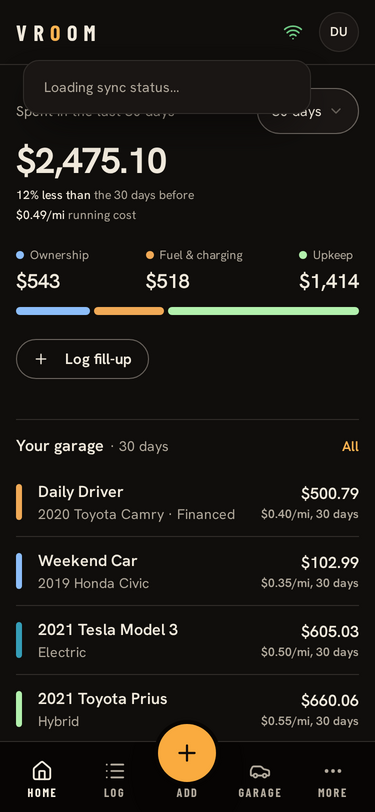 VROOM
DU
Loading sync status...
Spent in the last 30 days
days
$2,475.10
12% less than the 30 days before
$0.49/mi running cost
Ownership
Fuel & charging
Upkeep
$543
$518
$1,414
+ Log fill-up
Your garage · 30 days
All
Daily Driver
$500.79
2020 Toyota Camry · Financed
$0.40/mi, 30 days
Weekend Car
$102.99
2019 Honda Civic
$0.35/mi, 30 days
2021 Tesla Model 3
$605.03
Electric
$0.50/mi, 30 days
2021 Toyota Prius
$660.06
Hybrid
$0.55/mi, 30 days
HOME
LOG
ADD
GARAGE
MORE